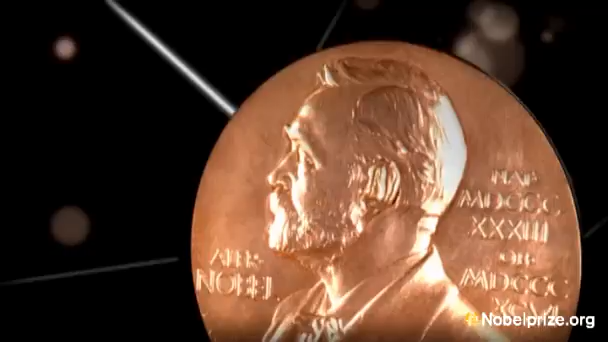 ALFR·
NOBEL
NAT·
MDCCC
XXXIII
OB·
MDCCC
XCVI
Nobelprize.org